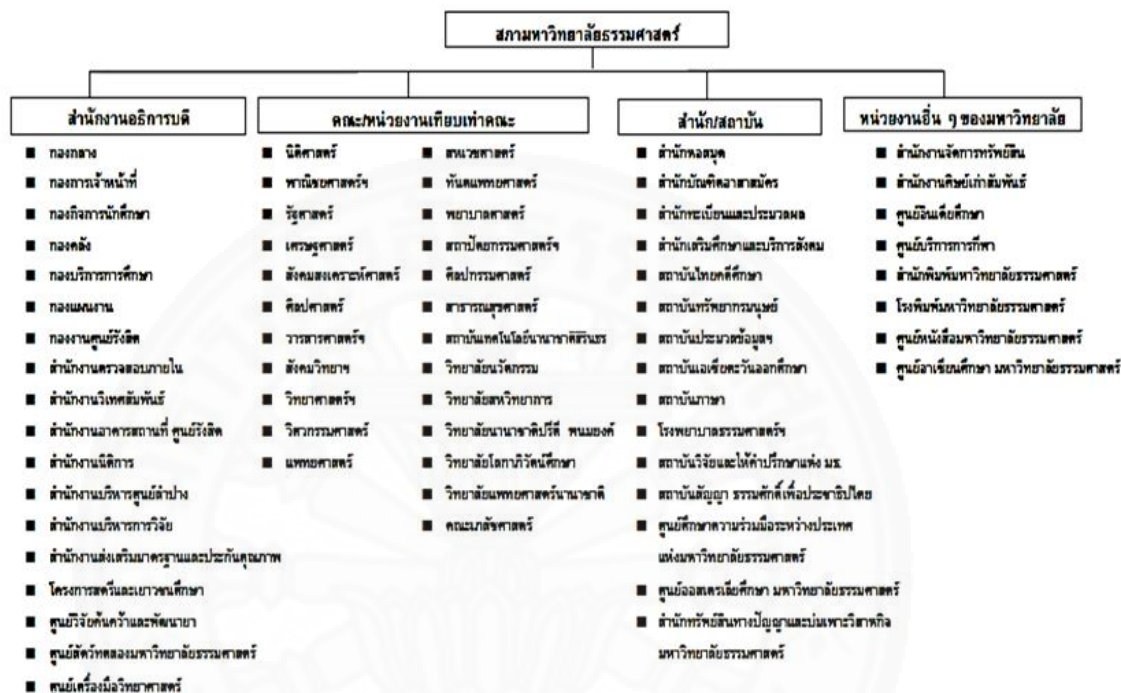 สภามหาวิทยาลัยธรรมศาสตร์
สำนักงานอธิการบดี
กองกลาง
กองการเจ้าหน้าที่
กองกิจการนักศึกษา
กองคลัง
กองบริการการศึกษา
กองแผนงาน
กองงานศูนย์รังสิต
สำนักงานตรวจสอบภายใน
สำนักงานวิเทศสัมพันธ์
สำนักงานอาคารสถานที่ ศูนย์รังสิต
สำนักงานนิติการ
สำนักงานบริหารศูนย์ลำปาง
สำนักงานบริหารการวิจัย
สำนักงานส่งเสริมมาตรฐานและประกันคุณภาพ
โครงการสตรีและเยาวชนศึกษา
ศูนย์วิจัยค้นคว้าและพัฒนายา
ศูนย์สัตว์ทดลองมหาวิทยาลัยธรรมศาสตร์
ศูนย์เครื่องมือวิทยาศาสตร์
คณะ/หน่วยงานเทียบเท่าคณะ
นิติศาสตร์
พาณิชยศาสตร์ฯ
รัฐศาสตร์
เศรษฐศาสตร์
สังคมสงเคราะห์ศาสตร์
ศิลปศาสตร์
วารสารศาสตร์ฯ
สังคมวิทยาฯ
วิทยาศาสตร์ฯ
วิศวกรรมศาสตร์
แพทยศาสตร์
สหเวชศาสตร์
ทันตแพทยศาสตร์
พยาบาลศาสตร์
สถาปัตยกรรมศาสตร์ฯ
ศิลปกรรมศาสตร์
สาธารณสุขศาสตร์
สถาบันเทคโนโลยีนานาชาติสิรินธร
วิทยาลัยนวัตกรรม
วิทยาลัยสหวิทยาการ
วิทยาลัยนานาชาติปรีดี พนมยงค์
วิทยาลัยโลกาภิวัตน์ศึกษา
วิทยาลัยแพทยศาสตร์นานาชาติ
คณะเภสัชศาสตร์
สำนัก/สถาบัน
สำนักหอสมุด
สำนักบัณฑิตอาสาสมัคร
สำนักทะเบียนและประมวลผล
สำนักเสริมศึกษาและบริการสังคม
สถาบันไทยคดีศึกษา
สถาบันทรัพยากรมนุษย์
สถาบันประมวลข้อมูลฯ
สถาบันเอเชียตะวันออกศึกษา
สถาบันภาษา
โรงพยาบาลธรรมศาสตร์ฯ
สถาบันวิจัยและให้คำปรึกษาแห่ง มธ.
สถาบันสัญญา ธรรมศักดิ์เพื่อประชาธิปไตย
ศูนย์ศึกษาความร่วมมือระหว่างประเทศ
แห่งมหาวิทยาลัยธรรมศาสตร์
ศูนย์ออสเตรเลียศึกษา มหาวิทยาลัยธรรมศาสตร์
สำนักทรัพย์สินทางปัญญาและบ่มเพาะวิสาหกิจ
มหาวิทยาลัยธรรมศาสตร์
หน่วยงานอื่น ๆ ของมหาวิทยาลัย
สำนักงานจัดการทรัพย์สิน
สำนักงานศิษย์เก่าสัมพันธ์
ศูนย์อินเดียศึกษา
ศูนย์บริการการกีฬา
สำนักพิมพ์มหาวิทยาลัยธรรมศาสตร์
โรงพิมพ์มหาวิทยาลัยธรรมศาสตร์
ศูนย์หนังสือมหาวิทยาลัยธรรมศาสตร์
ศูนย์อาเซียนศึกษา มหาวิทยาลัยธรรมศาสตร์